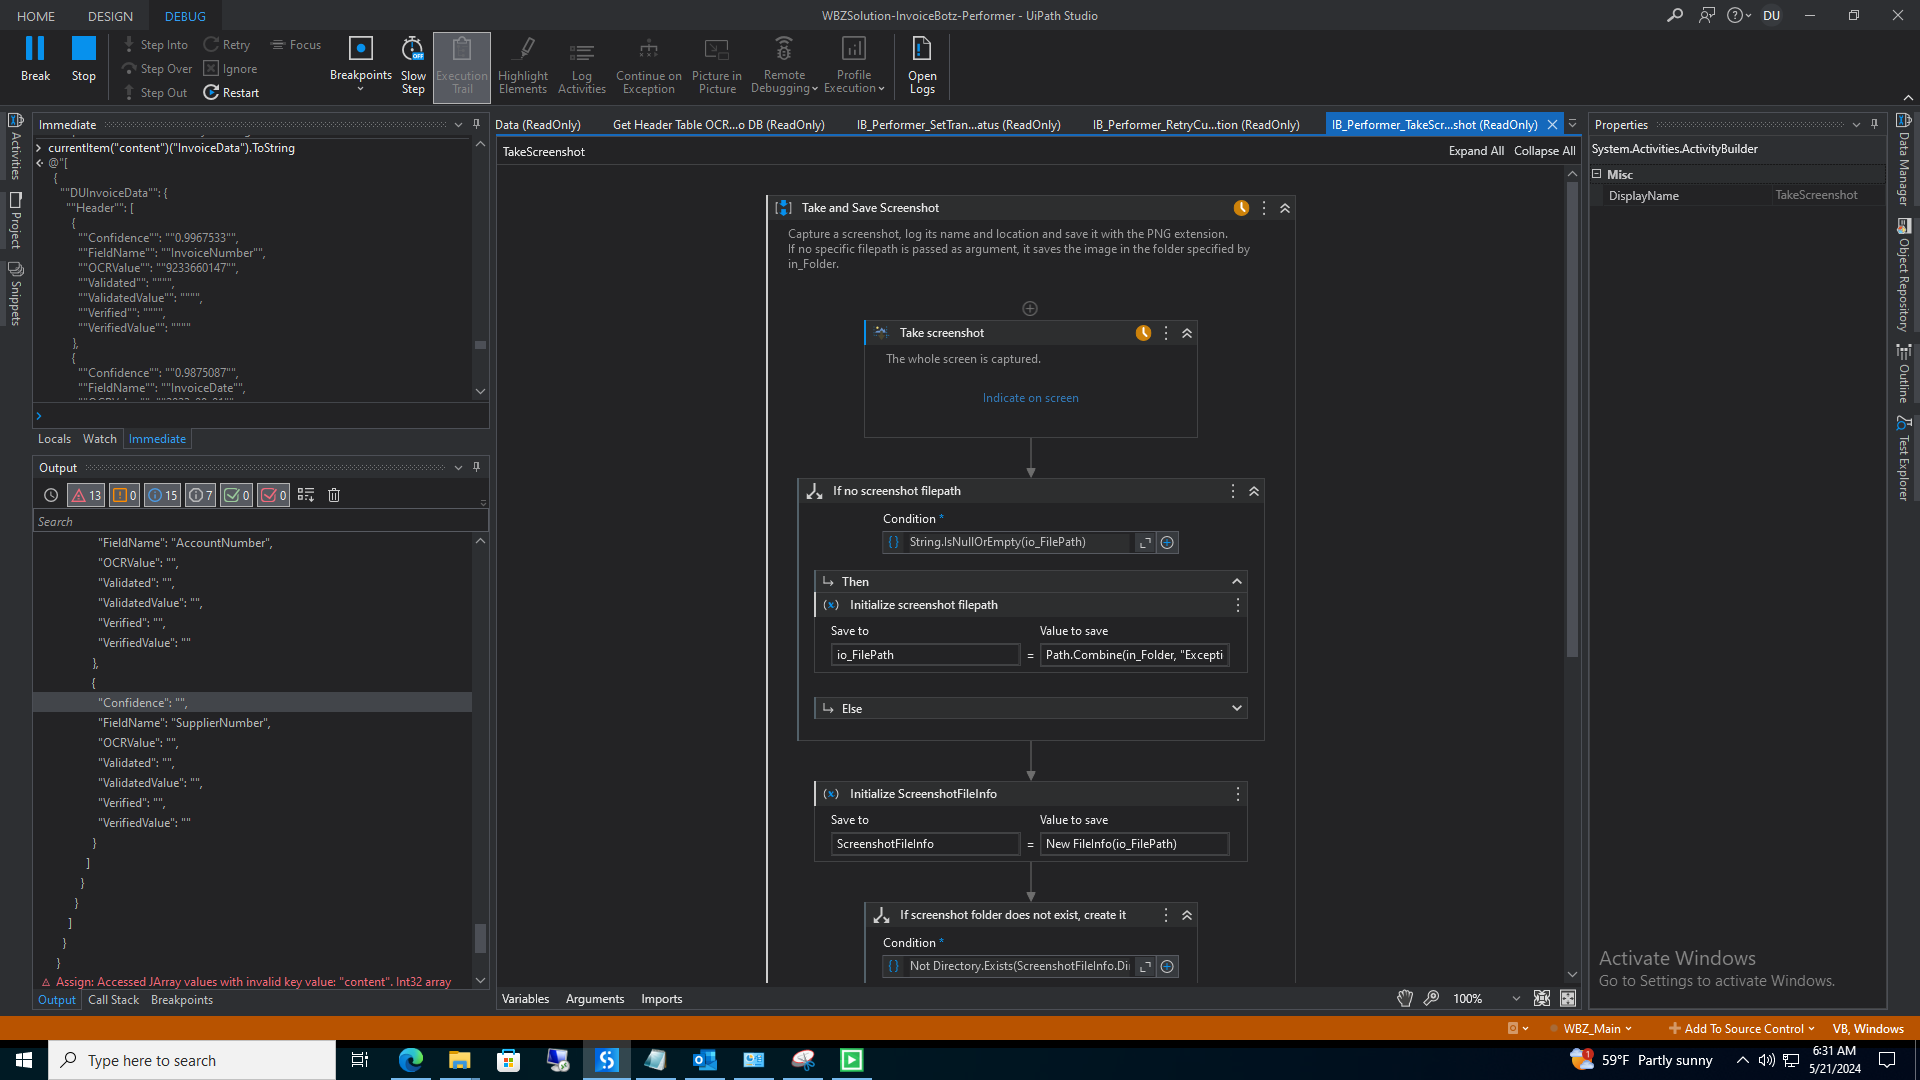 HOME DESIGN DEBUG WBZSolution-InvoiceBotz-Performer - UiPath Studio DU
Break
Stop
Step Into
Step Over
Step Out
Retry
Ignore
Restart
Focus
Breakpoints
Slow
Step
Execution
Trail
Highlight
Elements
Log
Activities
Continue on
Exception
Picture in
Picture
Remote
Debugging
Profile
Execution
Open
Logs
Activities
Project
Snippets
Immediate
currentItem("content")("InvoiceData").ToString
@"[
{
""DUInvoiceData"": {
""Header"": [
{
""Confidence"": ""0.9967533"",
""FieldName"": ""InvoiceNumber"",
""OCRValue"": ""9233660147"",
""Validated"": """",
""ValidatedValue"": """",
""Verified"": """",
""VerifiedValue"": """"
},
{
""Confidence"": ""0.9875087"",
""FieldName"": ""InvoiceDate"",
Locals Watch Immediate
Output
13 0 15 7 0 0
Search
"FieldName": "AccountNumber",
"OCRValue": "",
"Validated": "",
"ValidatedValue": "",
"Verified": "",
"VerifiedValue": ""
},
{
"Confidence": "",
"FieldName": "SupplierNumber",
"OCRValue": "",
"Validated": "",
"ValidatedValue": "",
"Verified": "",
"VerifiedValue": ""
}
]
}
}
]
}
}
Assign: Accessed JArray values with invalid key value: "content". Int32 array
Output Call Stack Breakpoints
Data (ReadOnly) Get Header Table OCR...o DB (ReadOnly) IB_Performer_SetTran...atus (ReadOnly) IB_Performer_RetryCu...tion (ReadOnly) IB_Performer_TakeScr...shot (ReadOnly)
TakeScreenshot Expand All Collapse All
Take and Save Screenshot
Capture a screenshot, log its name and location and save it with the PNG extension.
If no specific filepath is passed as argument, it saves the image in the folder specified by
in_Folder.
Take screenshot
The whole screen is captured.
Indicate on screen
If no screenshot filepath
Condition *
String.IsNullOrEmpty(io_FilePath)
Then
Initialize screenshot filepath
Save to Value to save
io_FilePath = Path.Combine(in_Folder, "Excepti
Else
Initialize ScreenshotFileInfo
Save to Value to save
ScreenshotFileInfo = New FileInfo(io_FilePath)
If screenshot folder does not exist, create it
Condition *
Not Directory.Exists(ScreenshotFileInfo.Di
Variables Arguments Imports 100%
Properties
System.Activities.ActivityBuilder
Misc
DisplayName TakeScreenshot
Data Manager
Object Repository
Outline
Test Explorer
Activate Windows
Go to Settings to activate Windows.
WBZ_Main Add To Source Control VB, Windows
Type here to search
1 59°F Partly sunny
6:31 AM
5/21/2024